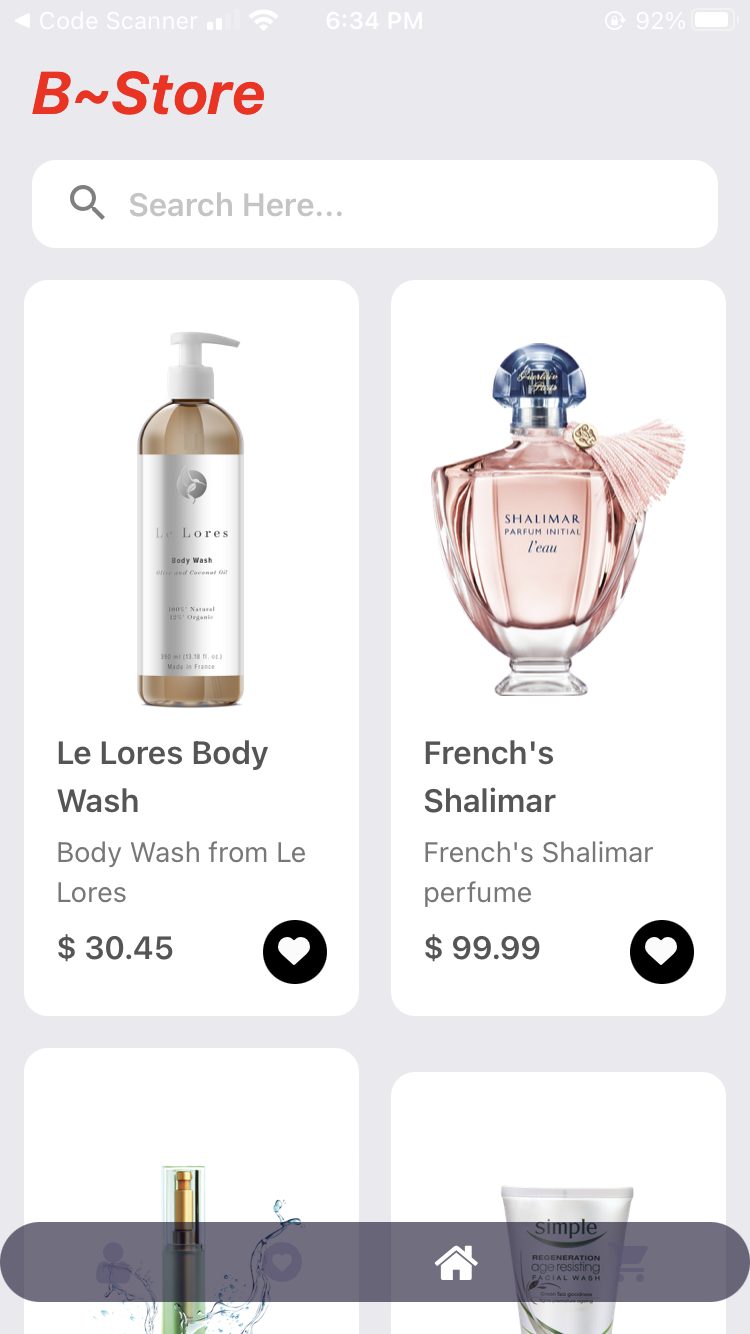 ◀ Code Scanner 6:34 PM 92%
B~Store
Search Here...
Le Lores
Body Wash
Olive and Coconut Oil
100%* Natural
12%* Organic
390 ml (13.18 fl. oz.)
Made in France
Guerlain
Paris
SHALIMAR
PARFUM INITIAL
l'eau
Le Lores Body
Wash
Body Wash from Le
Lores
$ 30.45
French's
Shalimar
French's Shalimar
perfume
$ 99.99
simple
REGENERATION
age resisting
FACIAL WASH